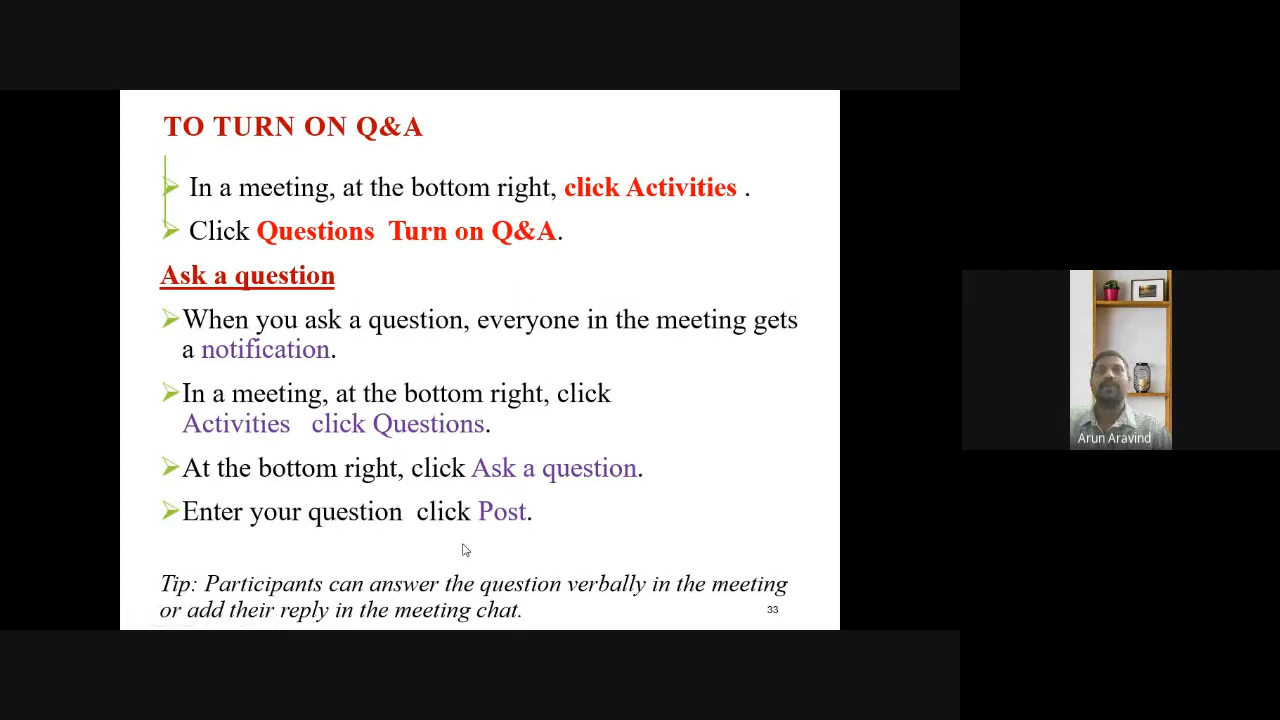 TO TURN ON Q&A
In a meeting, at the bottom right, click Activities .
Click Questions Turn on Q&A.
Ask a question
When you ask a question, everyone in the meeting gets
a notification.
In a meeting, at the bottom right, click
Activities click Questions.
At the bottom right, click Ask a question.
Enter your question click Post.
Tip: Participants can answer the question verbally in the meeting
or add their reply in the meeting chat.
33
Arun Aravind